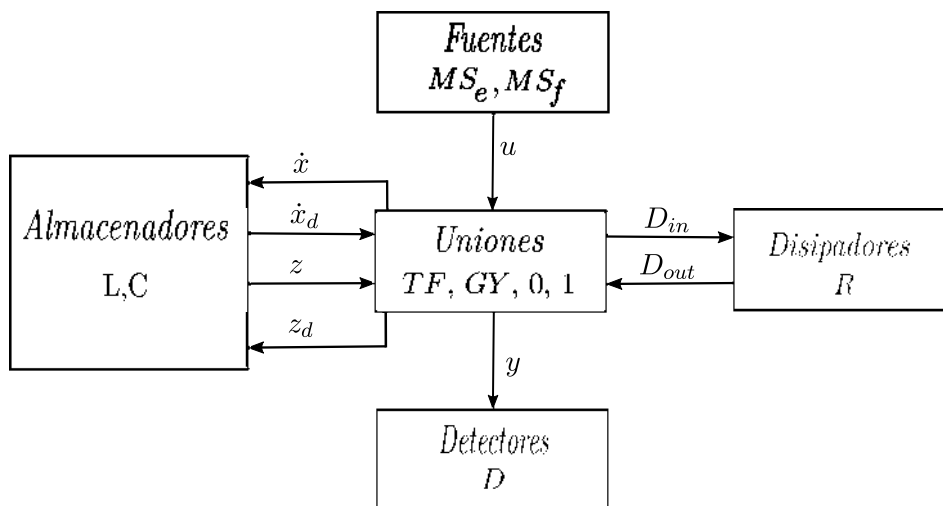 Fuentes
MS_e, MS_f
u
ẋ
Almacenadores
L,C
ẋ_d
z
z_d
Uniones
TF, GY, 0, 1
D_in
D_out
Disipadores
R
y
Detectores
D